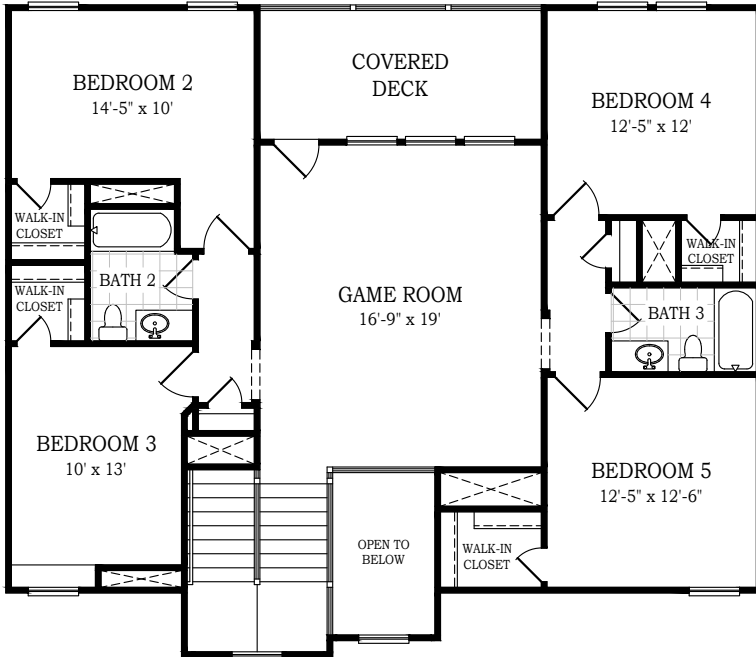 BEDROOM 2
14'-5" x 10'
COVERED
DECK
BEDROOM 4
12'-5" x 12'
WALK-IN
CLOSET
WALK-IN
CLOSET
BATH 2
WALK-IN
CLOSET
GAME ROOM
16'-9" x 19'
BATH 3
BEDROOM 3
10' x 13'
BEDROOM 5
12'-5" x 12'-6"
OPEN TO
BELOW
WALK-IN
CLOSET